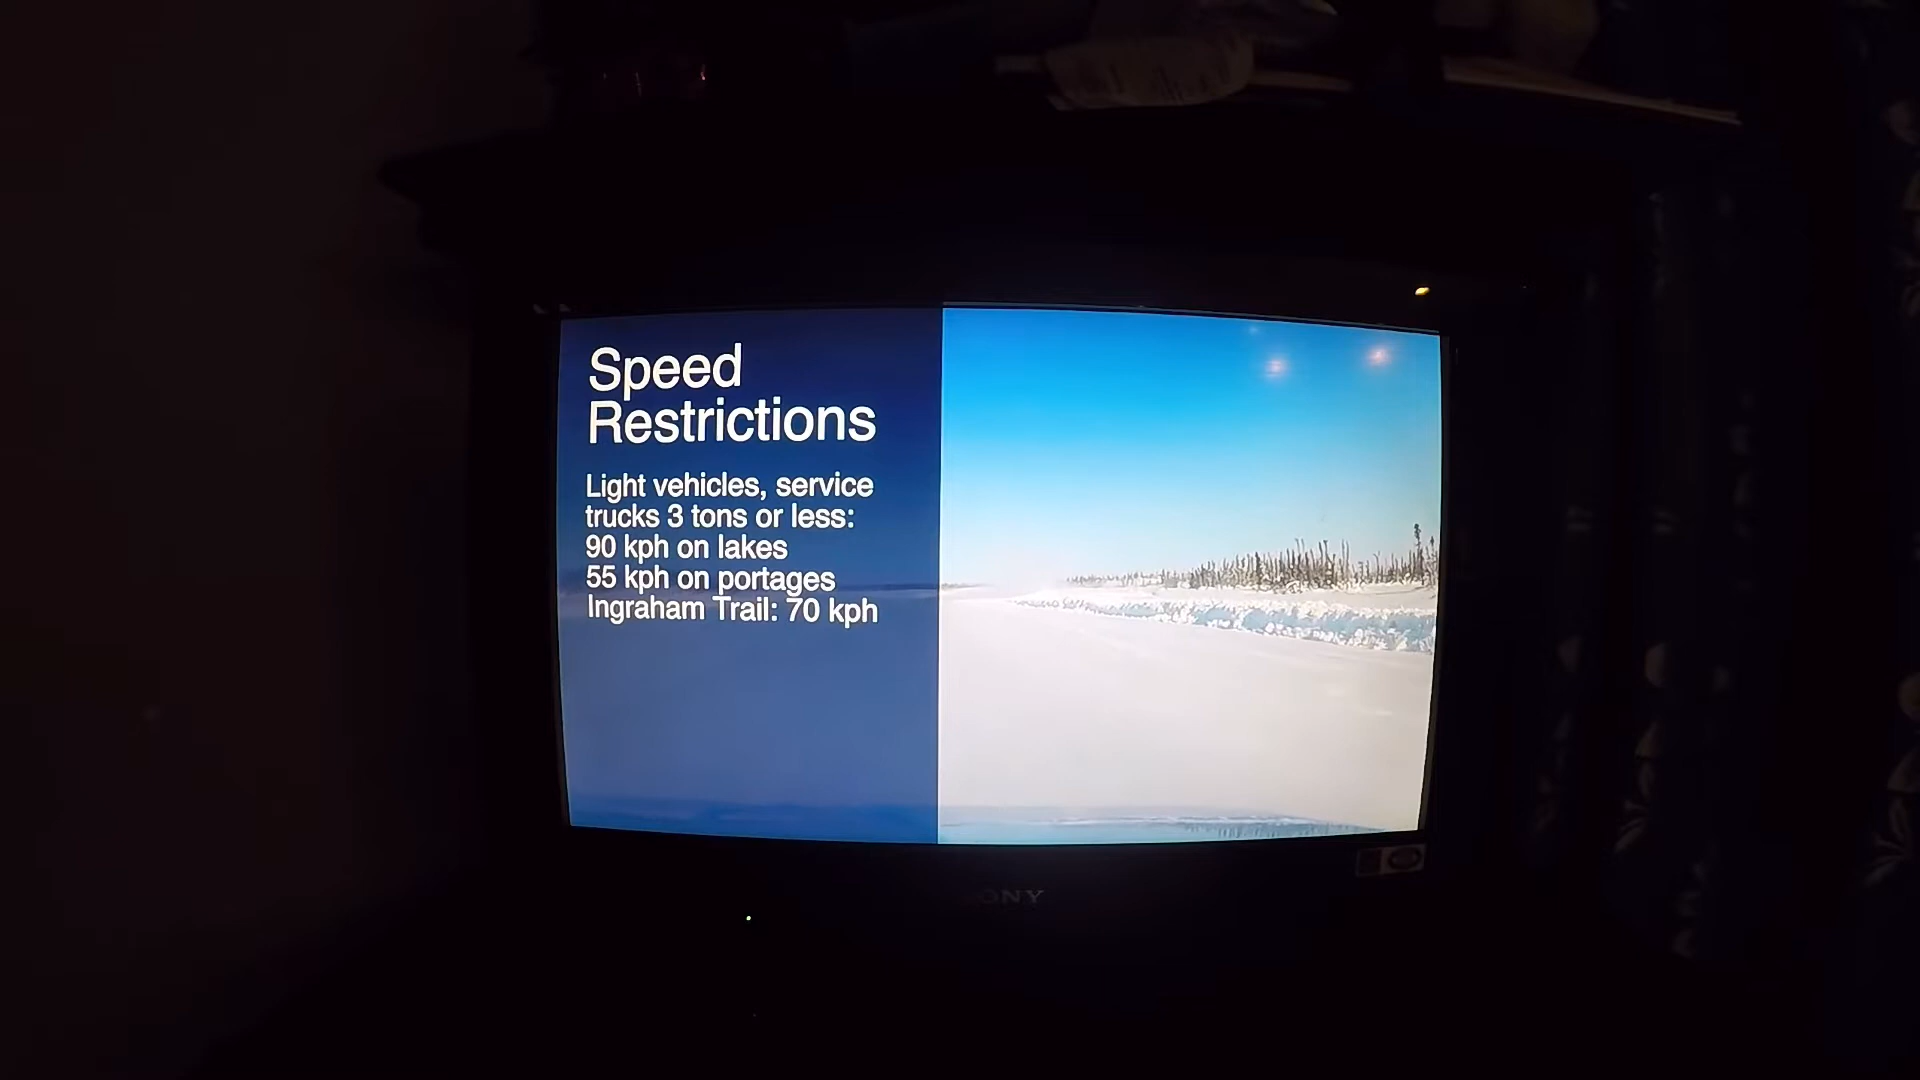 Speed
Restrictions
Light vehicles, service
trucks 3 tons or less:
90 kph on lakes
55 kph on portages
Ingraham Trail: 70 kph
SONY